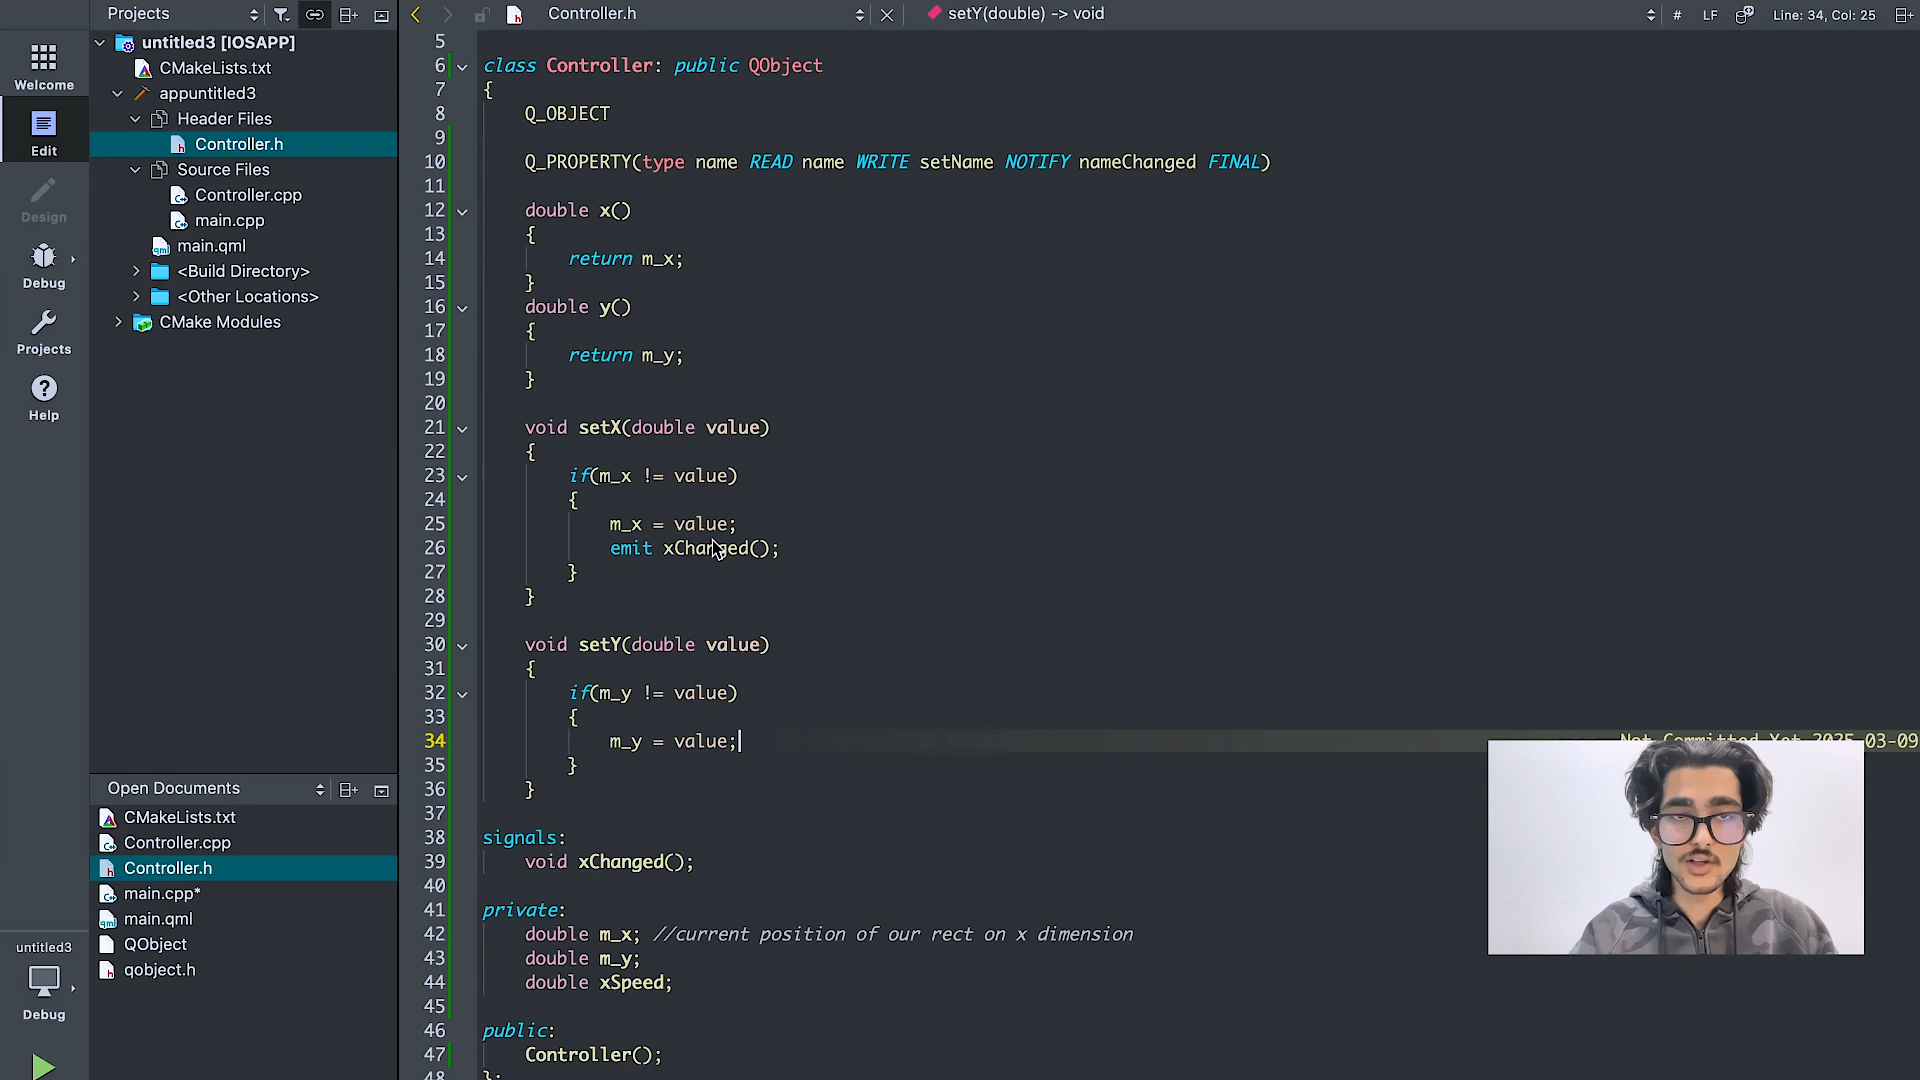 Projects
Controller.h
setY(double) -> void
#
LF
Line: 34, Col: 25
Welcome
Edit
Design
Debug
Projects
Help
untitled3 [IOSAPP]
CMakeLists.txt
appuntitled3
Header Files
Controller.h
Source Files
Controller.cpp
main.cpp
main.qml
<Build Directory>
<Other Locations>
CMake Modules
5
6 class Controller: public QObject
7 {
8 Q_OBJECT
9
10 Q_PROPERTY(type name READ name WRITE setName NOTIFY nameChanged FINAL)
11
12 double x()
13 {
14 return m_x;
15 }
16 double y()
17 {
18 return m_y;
19 }
20
21 void setX(double value)
22 {
23 if(m_x != value)
24 {
25 m_x = value;
26 emit xChanged();
27 }
28 }
29
30 void setY(double value)
31 {
32 if(m_y != value)
33 {
34 m_y = value; Not Committed Yet 2025-03-09
35 }
36 }
37
38 signals:
39 void xChanged();
40
41 private:
42 double m_x; //current position of our rect on x dimension
43 double m_y;
44 double xSpeed;
45
46 public:
47 Controller();
48 };
Open Documents
CMakeLists.txt
Controller.cpp
Controller.h
main.cpp*
main.qml
QObject
qobject.h
untitled3
Debug